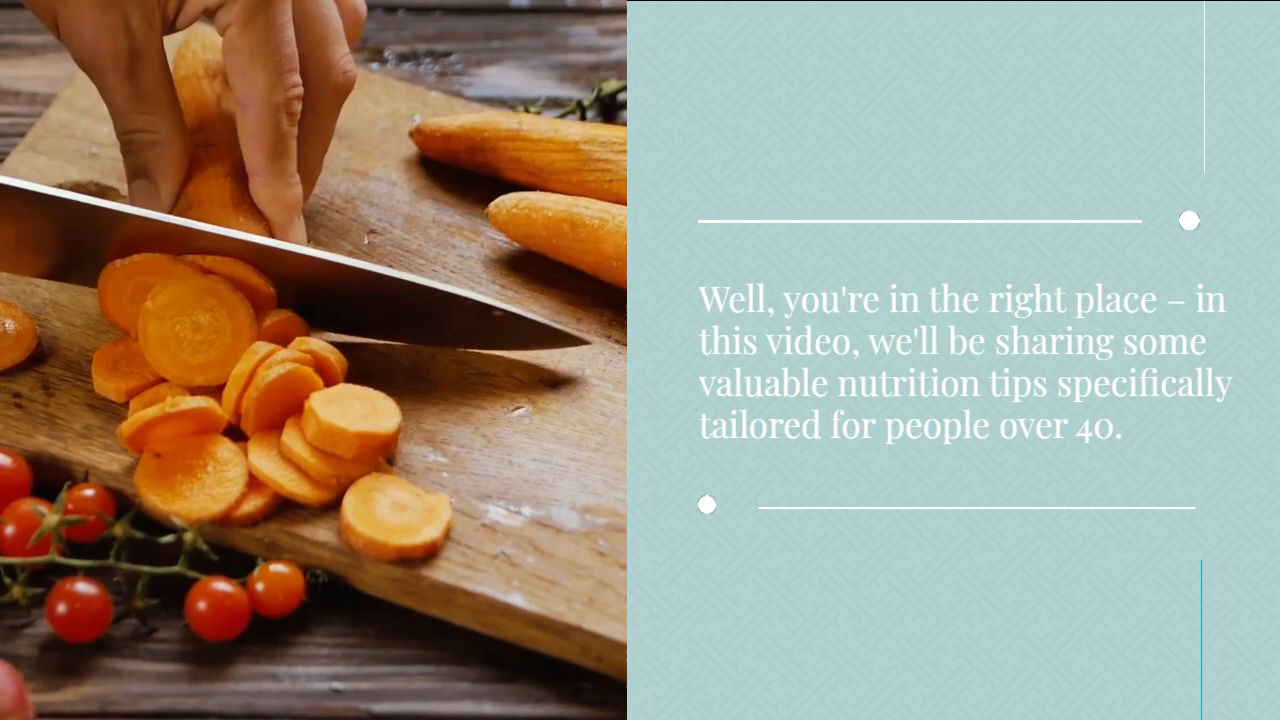 Well, you're in the right place – in
this video, we'll be sharing some
valuable nutrition tips specifically
tailored for people over 40.